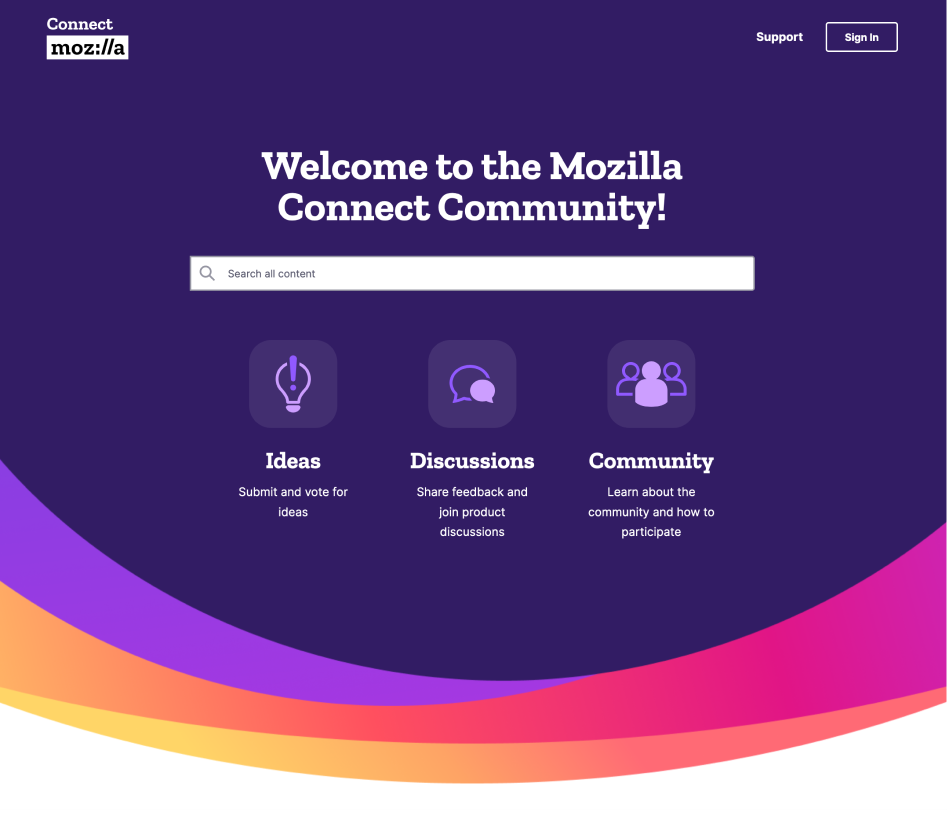 Connect
moz://a
Support
Sign In
Welcome to the Mozilla
Connect Community!
Search all content
Ideas
Submit and vote for
ideas
Discussions
Share feedback and
join product
discussions
Community
Learn about the
community and how to
participate